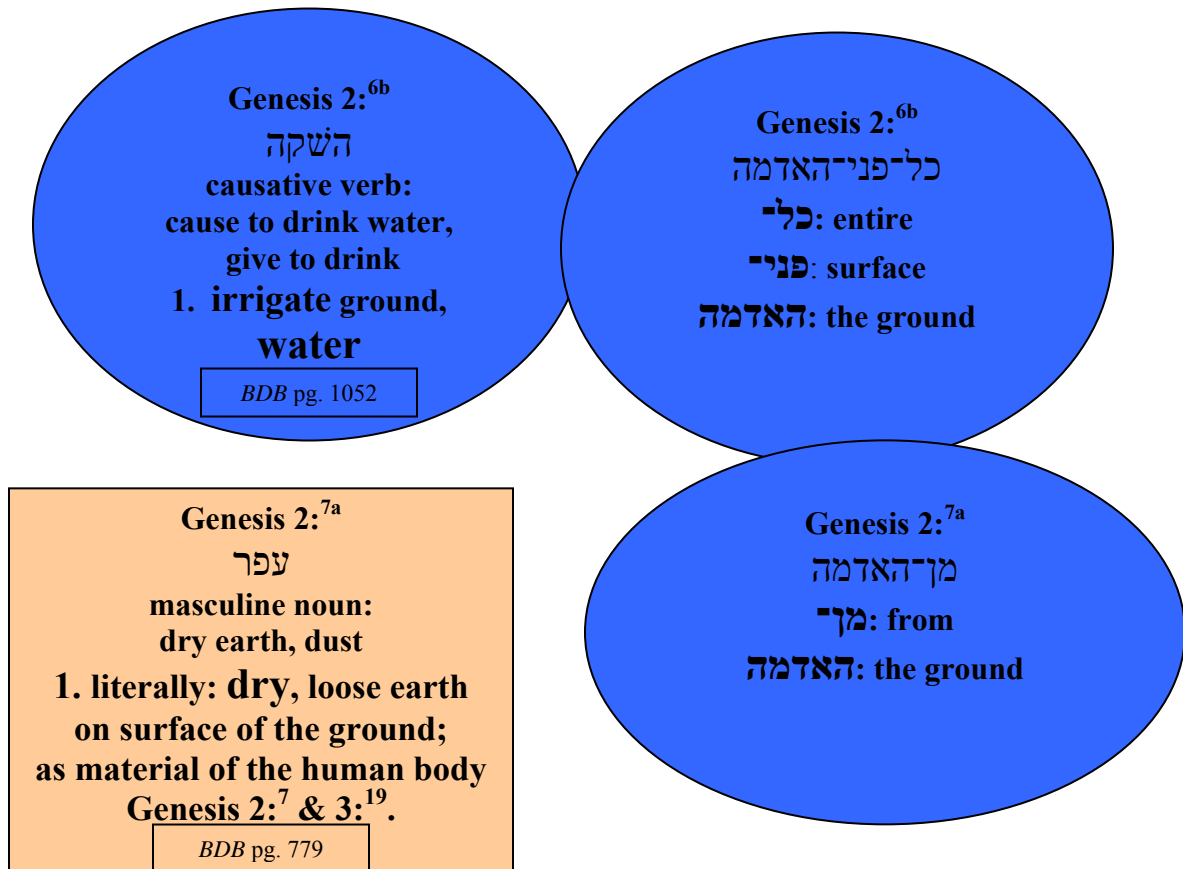 Genesis 2:6b
השׁקה
causative verb:
cause to drink water,
give to drink
1. irrigate ground,
water
BDB pg. 1052
Genesis 2:6b
כל־פני־האדמה
כל־: entire
פני־: surface
האדמה: the ground
Genesis 2:7a
עפר
masculine noun:
dry earth, dust
1. literally: dry, loose earth
on surface of the ground;
as material of the human body
Genesis 2:7 & 3:19.
BDB pg. 779
Genesis 2:7a
מן־האדמה
מן־: from
האדמה: the ground